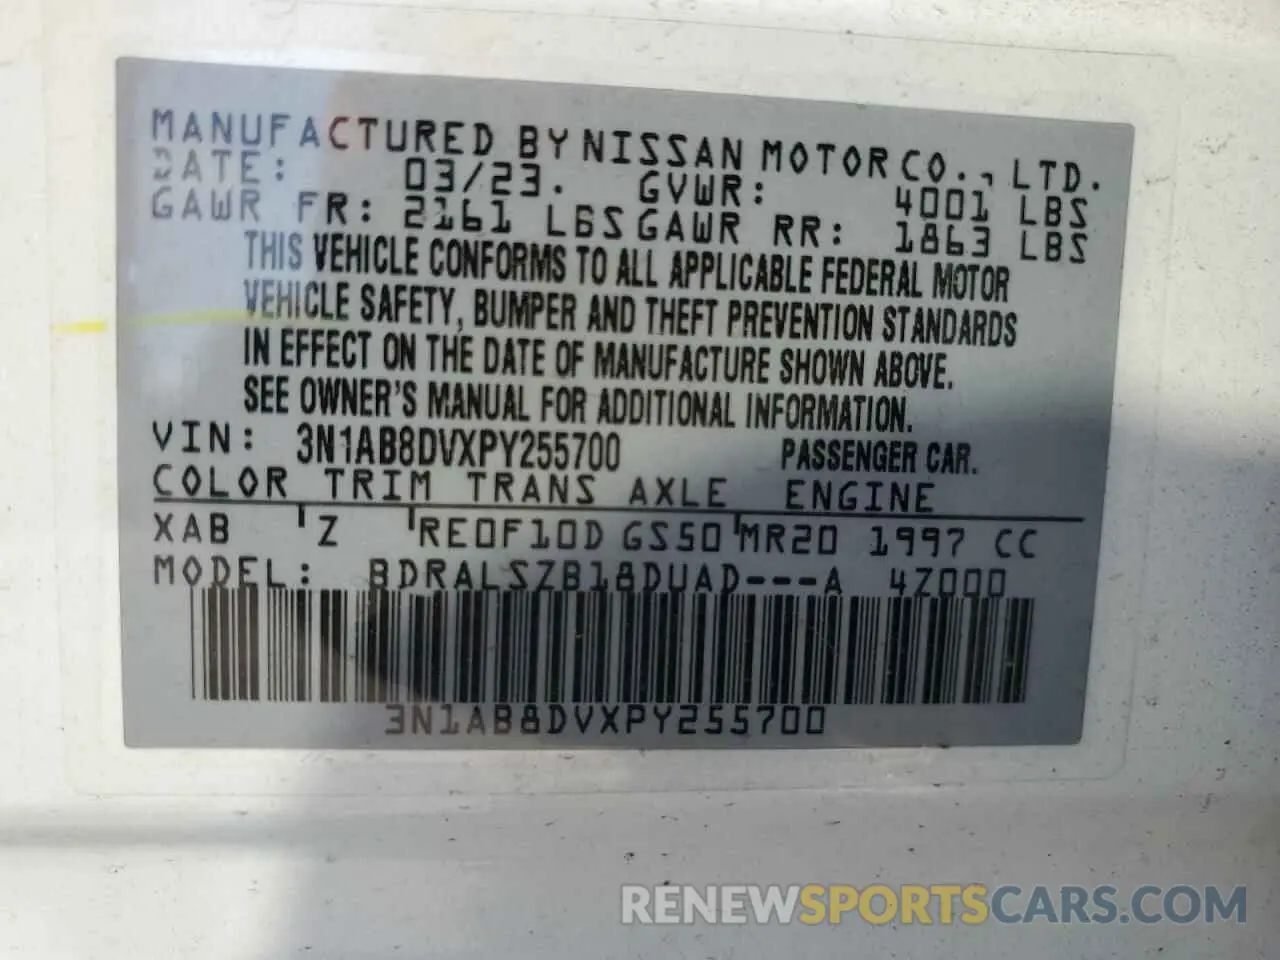 MANUFACTURED BY NISSAN MOTOR CO., LTD.
DATE: 03/23. GVWR: 4001 LBS
GAWR FR: 2161 LBS GAWR RR: 1863 LBS
THIS VEHICLE CONFORMS TO ALL APPLICABLE FEDERAL MOTOR
VEHICLE SAFETY, BUMPER AND THEFT PREVENTION STANDARDS
IN EFFECT ON THE DATE OF MANUFACTURE SHOWN ABOVE.
SEE OWNER'S MANUAL FOR ADDITIONAL INFORMATION.
VIN: 3N1AB8DVXPY255700 PASSENGER CAR.
COLOR TRIM TRANS AXLE ENGINE
XAB Z RE0F10D GS50 MR20 1997 CC
MODEL: BDRALSZB18DUAD---A 4Z000
3N1AB8DVXPY255700
RENEWSPORTSCARS.COM